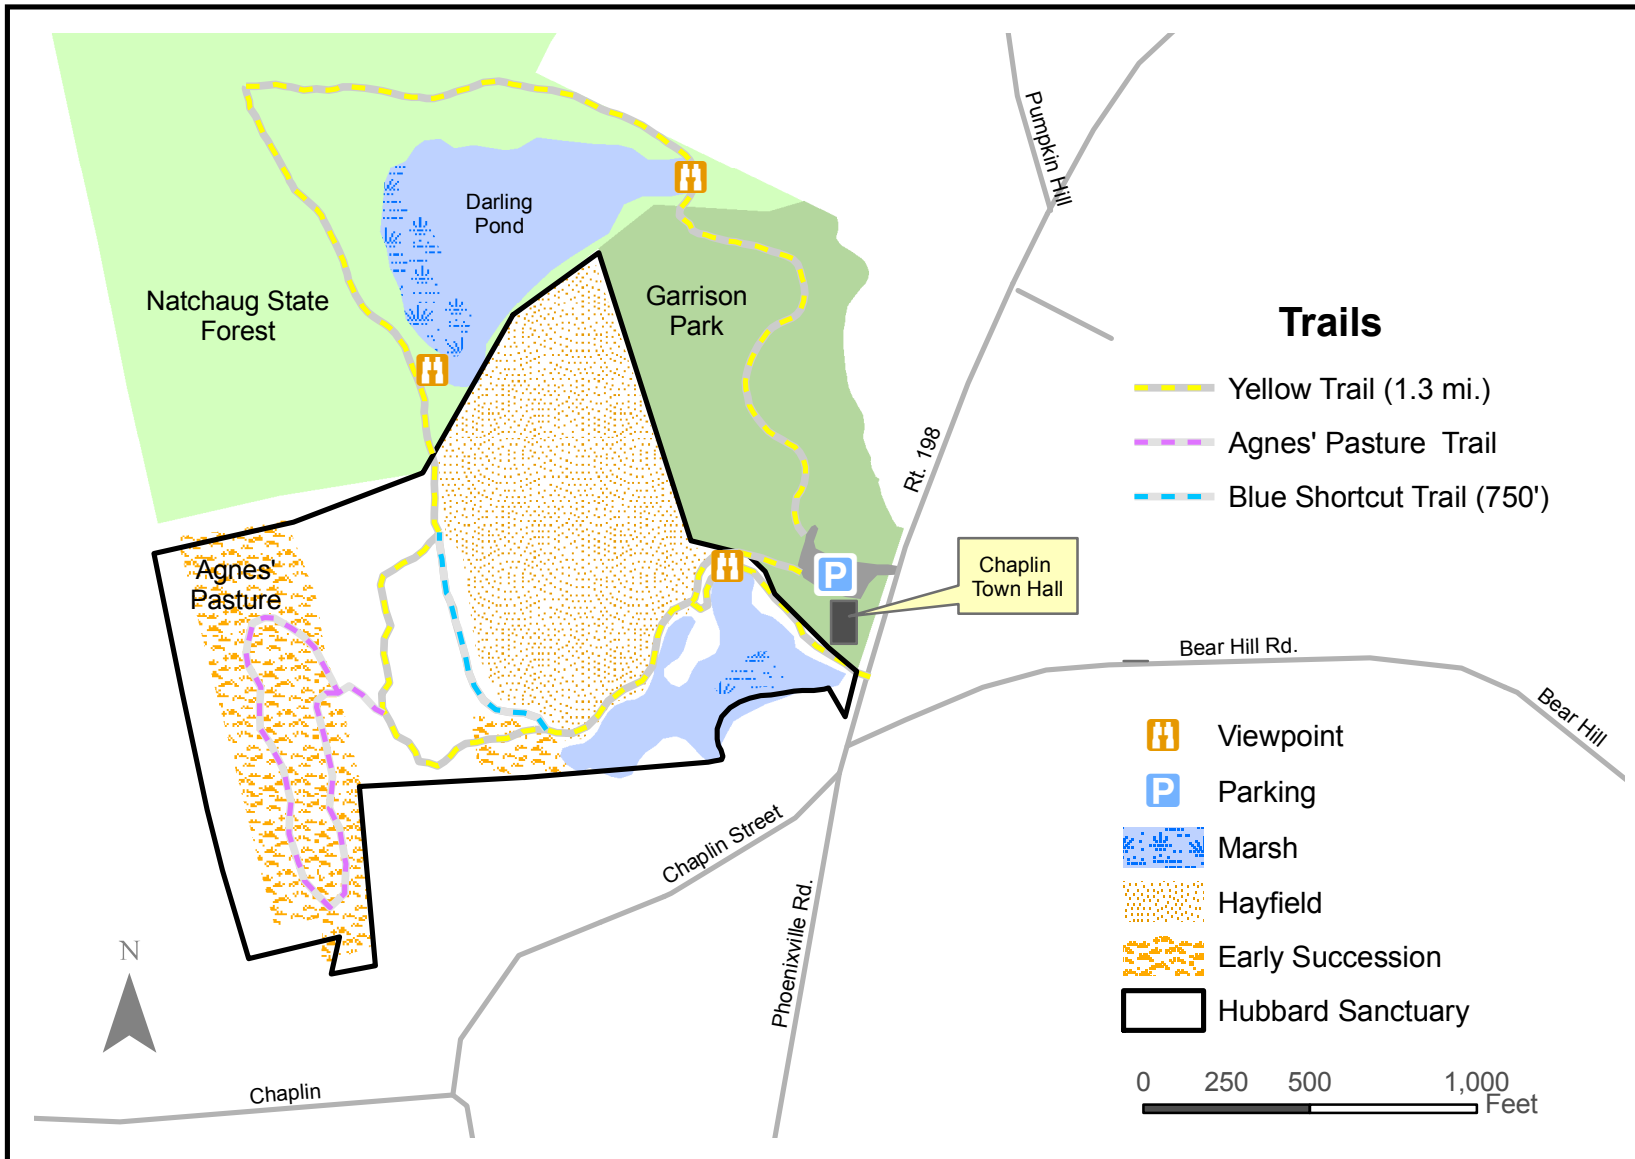 Darling
Pond
Natchaug State
Forest
Garrison
Park
Pumpkin Hill
Rt. 198
Trails
Yellow Trail (1.3 mi.)
Agnes' Pasture  Trail
Blue Shortcut Trail (750')
Agnes'
Pasture
P
Chaplin
Town Hall
Bear Hill Rd.
Bear Hill
Chaplin Street
Phoenixville Rd.
Chaplin
N
Viewpoint
P
Parking
Marsh
Hayfield
Early Succession
Hubbard Sanctuary
0 250 500 1,000
Feet